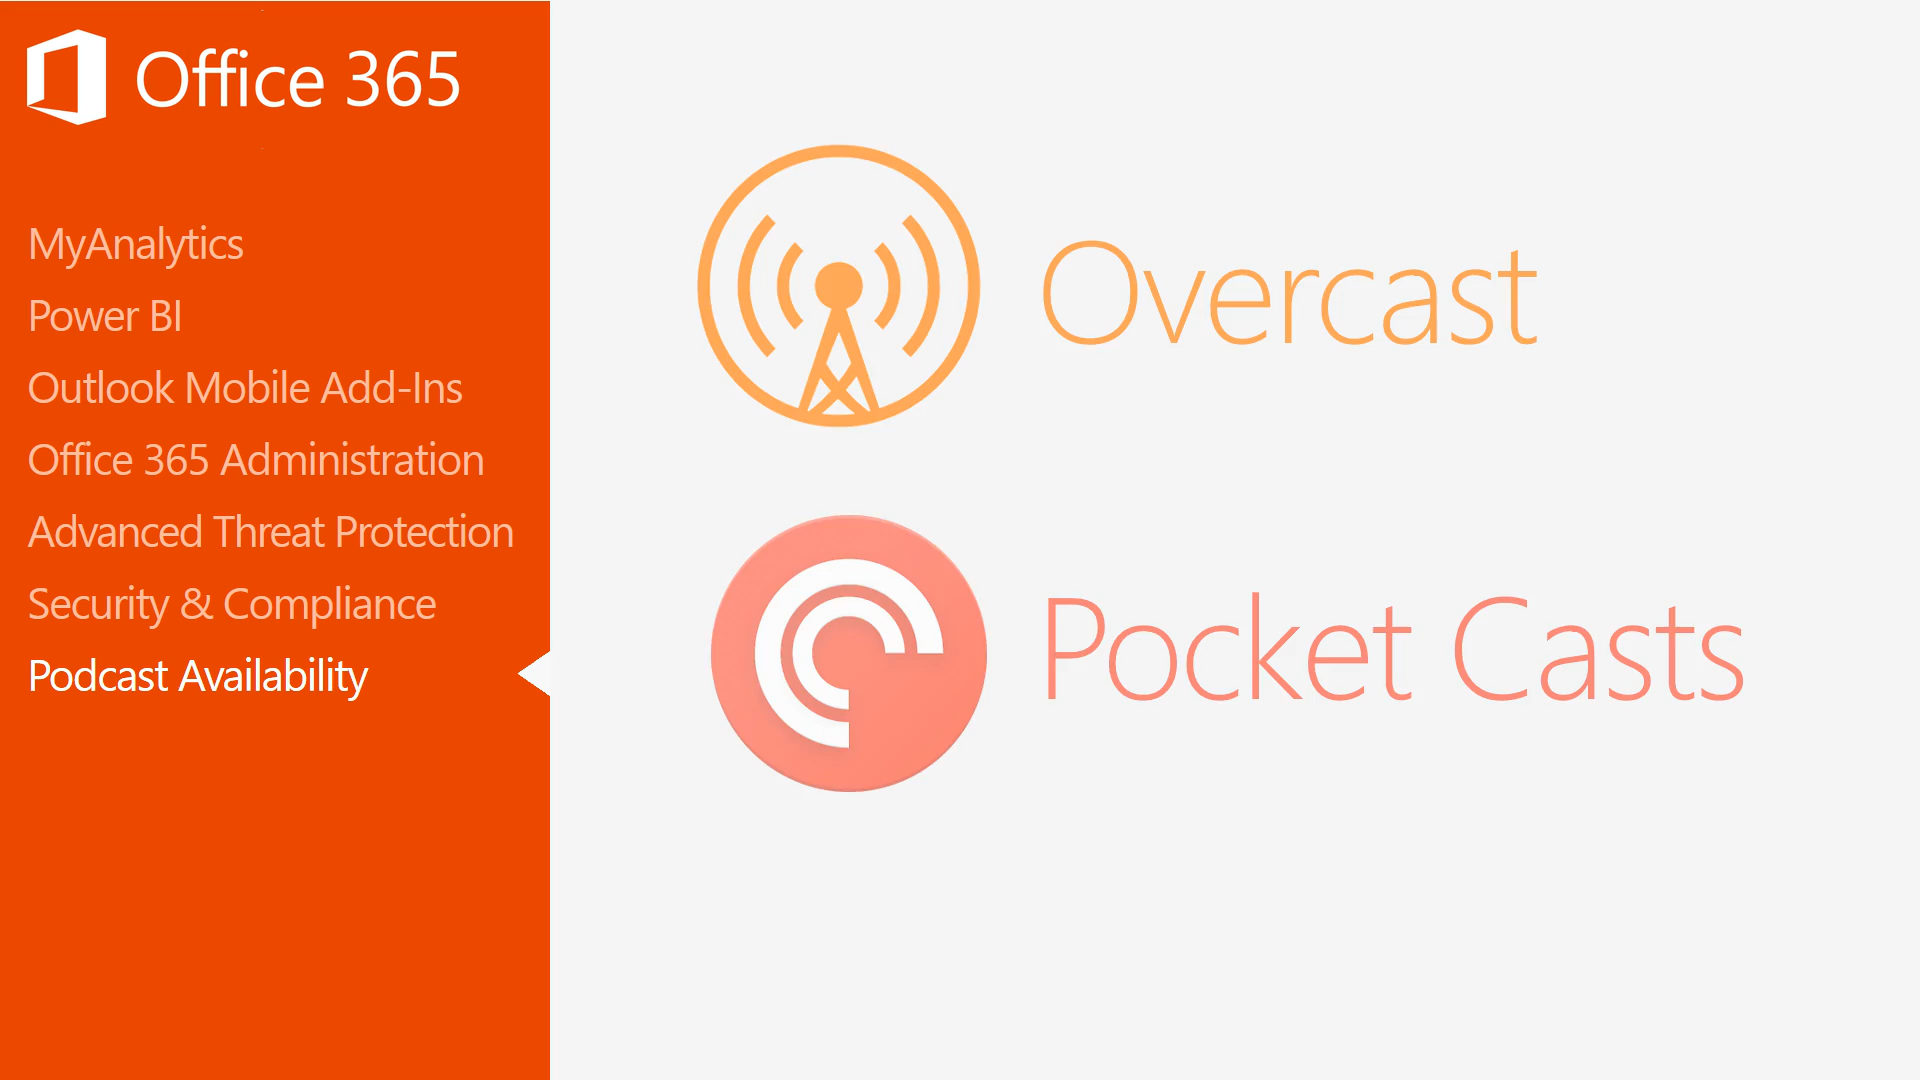 Office 365
MyAnalytics
Power BI
Outlook Mobile Add-Ins
Office 365 Administration
Advanced Threat Protection
Security & Compliance
Podcast Availability
Overcast
Pocket Casts